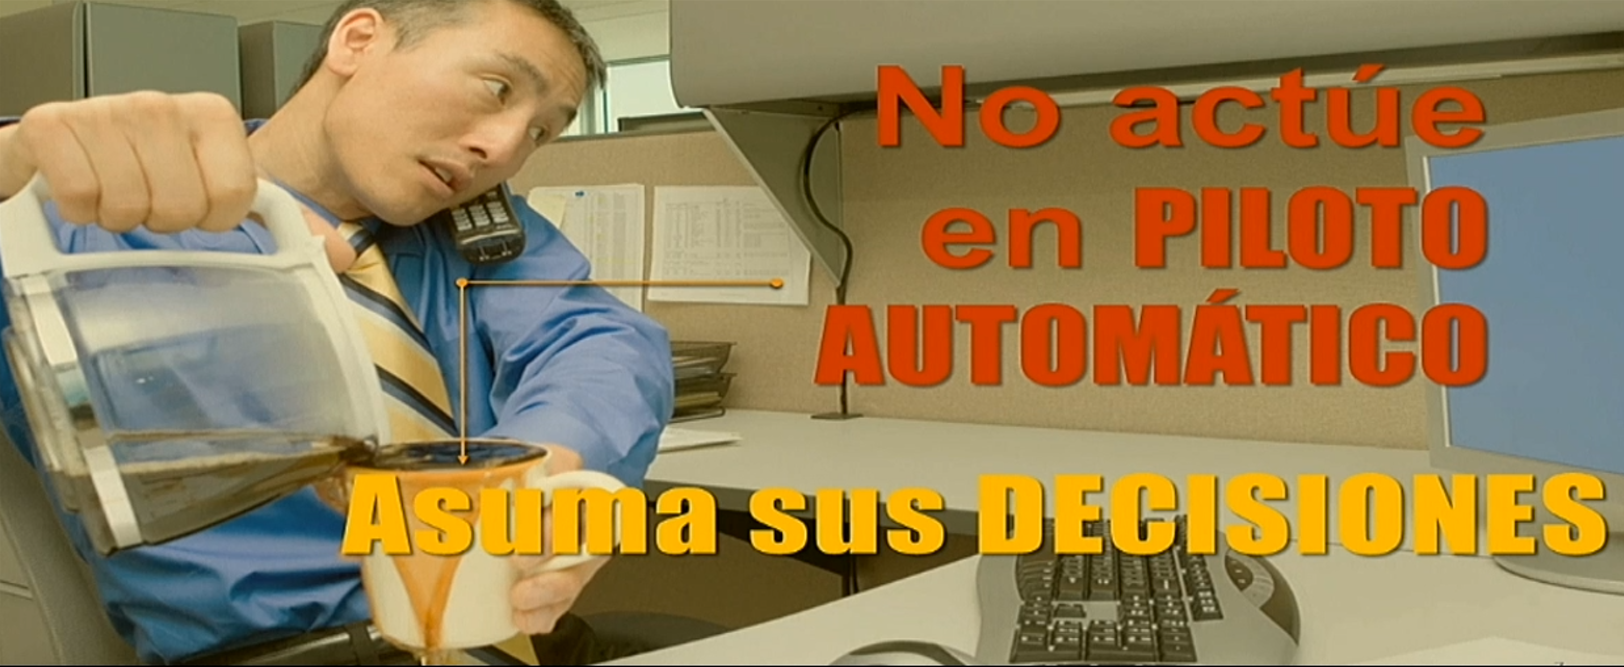 No actúe
en PILOTO
AUTOMÁTICO
Asuma sus DECISIONES